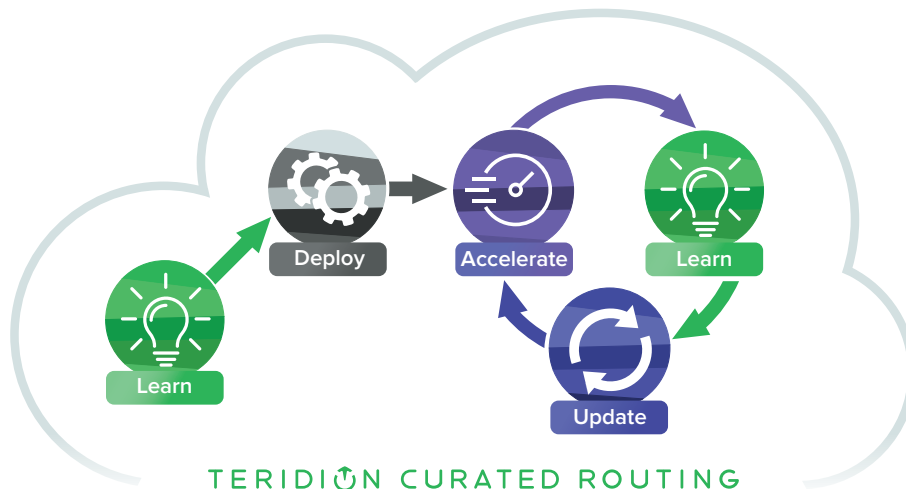 Learn
Deploy
Accelerate
Learn
Update
TERIDION CURATED ROUTING